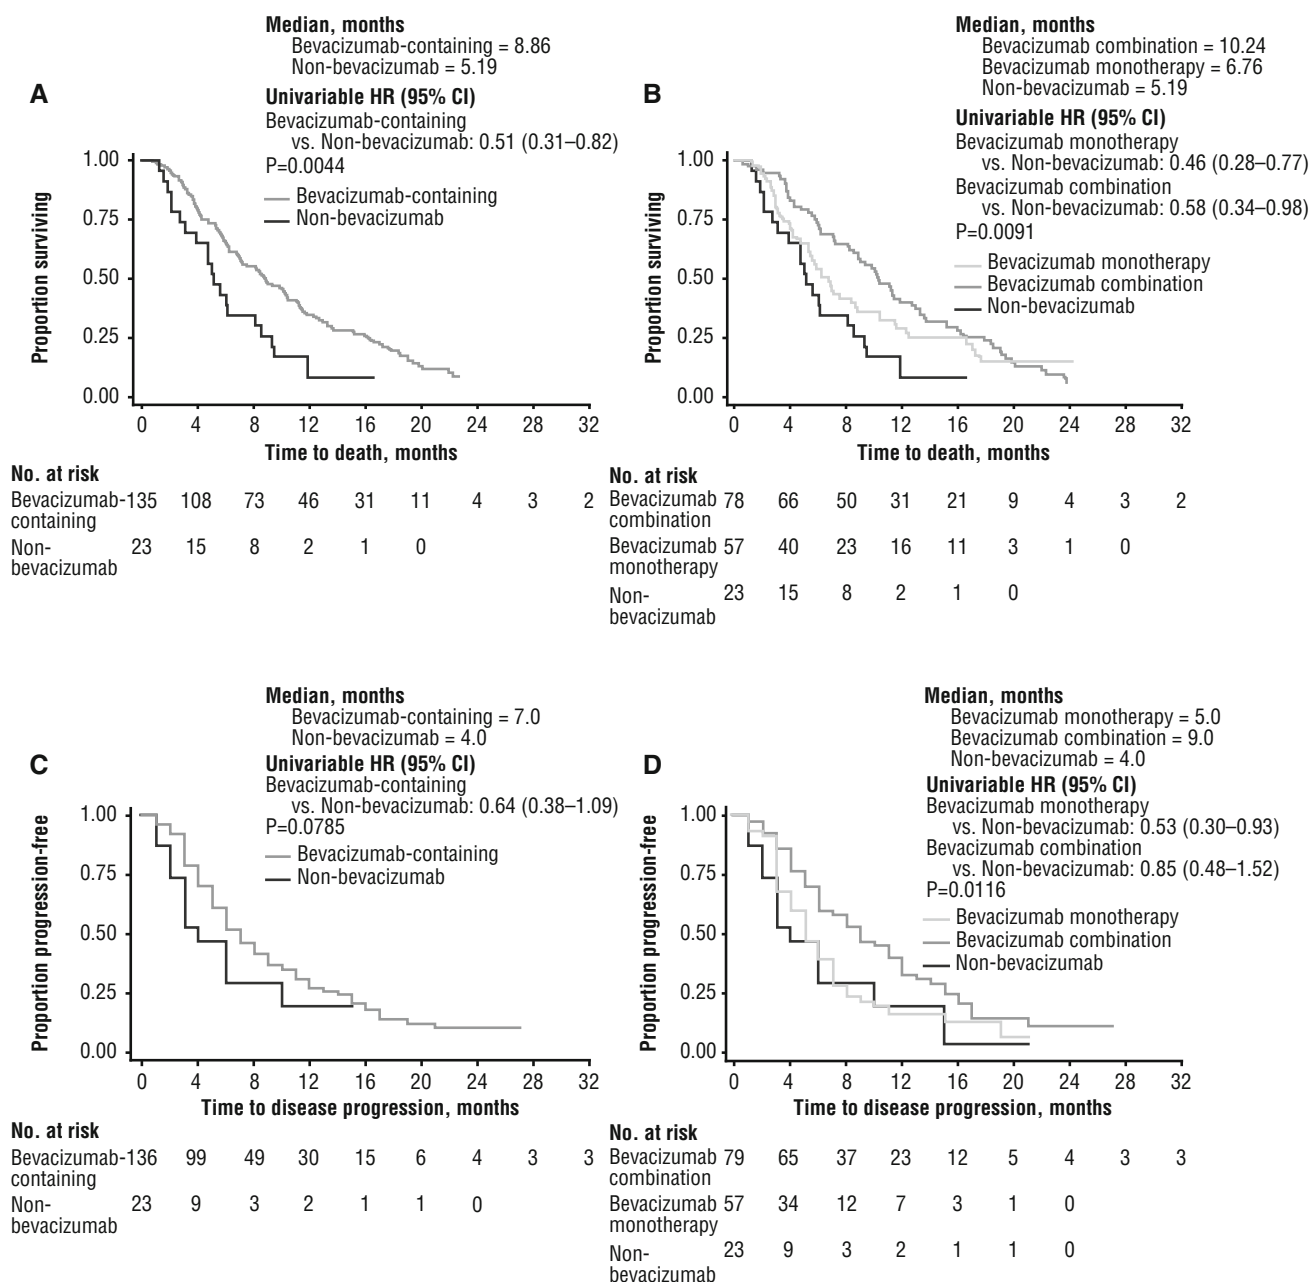 A
Median, months
Bevacizumab-containing = 8.86
Non-bevacizumab = 5.19
Univariable HR (95% CI)
Bevacizumab-containing
vs. Non-bevacizumab: 0.51 (0.31–0.82)
P=0.0044
Bevacizumab-containing
Non-bevacizumab
Proportion surviving
1.00
0.75
0.50
0.25
0.00
0 4 8 12 16 20 24 28 32
Time to death, months
No. at risk
Bevacizumab-containing 135 108 73 46 31 11 4 3 2
Non-bevacizumab 23 15 8 2 1 0
B
Median, months
Bevacizumab combination = 10.24
Bevacizumab monotherapy = 6.76
Non-bevacizumab = 5.19
Univariable HR (95% CI)
Bevacizumab monotherapy
vs. Non-bevacizumab: 0.46 (0.28–0.77)
Bevacizumab combination
vs. Non-bevacizumab: 0.58 (0.34–0.98)
P=0.0091
Bevacizumab monotherapy
Bevacizumab combination
Non-bevacizumab
Proportion surviving
1.00
0.75
0.50
0.25
0.00
0 4 8 12 16 20 24 28 32
Time to death, months
No. at risk
Bevacizumab combination 78 66 50 31 21 9 4 3 2
Bevacizumab monotherapy 57 40 23 16 11 3 1 0
Non-bevacizumab 23 15 8 2 1 0
C
Median, months
Bevacizumab-containing = 7.0
Non-bevacizumab = 4.0
Univariable HR (95% CI)
Bevacizumab-containing
vs. Non-bevacizumab: 0.64 (0.38–1.09)
P=0.0785
Bevacizumab-containing
Non-bevacizumab
Proportion progression-free
1.00
0.75
0.50
0.25
0.00
0 4 8 12 16 20 24 28 32
Time to disease progression, months
No. at risk
Bevacizumab-containing 136 99 49 30 15 6 4 3 3
Non-bevacizumab 23 9 3 2 1 1 0
D
Median, months
Bevacizumab monotherapy = 5.0
Bevacizumab combination = 9.0
Non-bevacizumab = 4.0
Univariable HR (95% CI)
Bevacizumab monotherapy
vs. Non-bevacizumab: 0.53 (0.30–0.93)
Bevacizumab combination
vs. Non-bevacizumab: 0.85 (0.48–1.52)
P=0.0116
Bevacizumab monotherapy
Bevacizumab combination
Non-bevacizumab
Proportion progression-free
1.00
0.75
0.50
0.25
0.00
0 4 8 12 16 20 24 28 32
Time to disease progression, months
No. at risk
Bevacizumab combination 79 65 37 23 12 5 4 3 3
Bevacizumab monotherapy 57 34 12 7 3 1 0
Non-bevacizumab 23 9 3 2 1 1 0